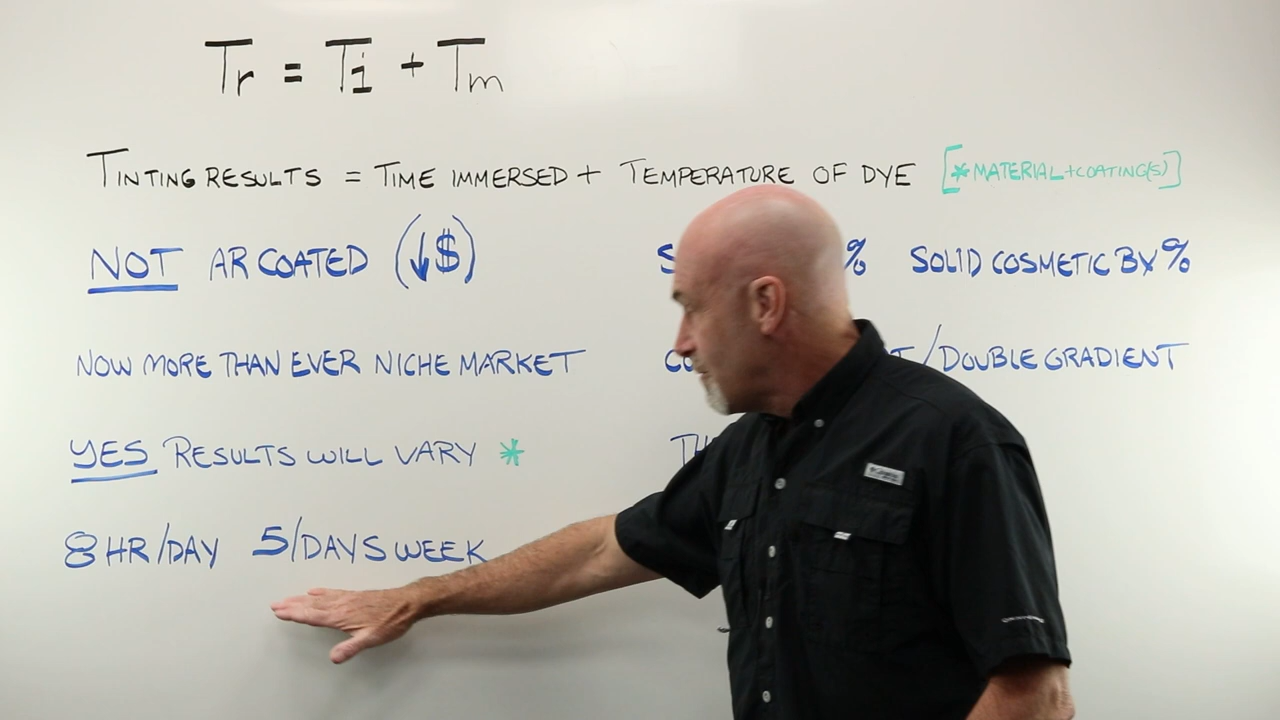 Tr = Ti + Tm
TINTING RESULTS = TIME IMMERSED + TEMPERATURE OF DYE [* MATERIAL + COATING(S)]
NOT AR COATED (↓$)
% SOLID COSMETIC BY %
NOW MORE THAN EVER NICHE MARKET
/DOUBLE GRADIENT
YES RESULTS WILL VARY *
8 HR/DAY 5/DAYS WEEK
Columbia